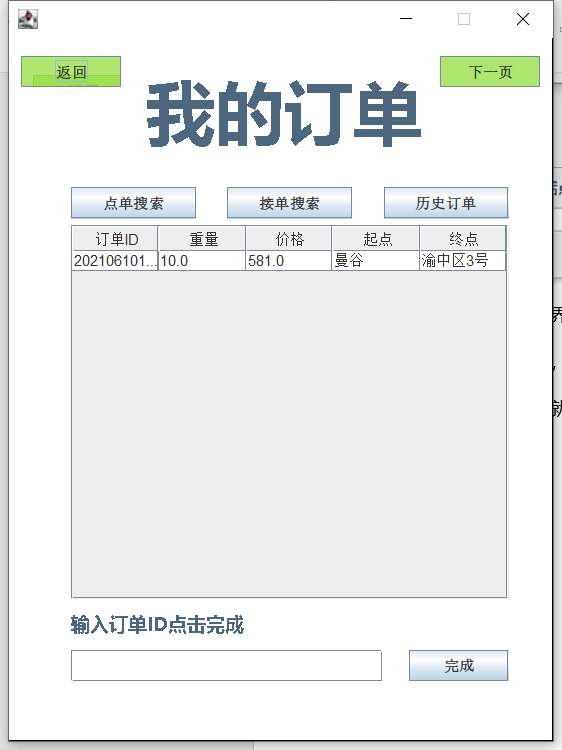 返回 下一页
我的订单
点单搜索 接单搜索 历史订单
订单ID 重量 价格 起点 终点
202106101... 10.0 581.0 曼谷 渝中区3号
输入订单ID点击完成
完成